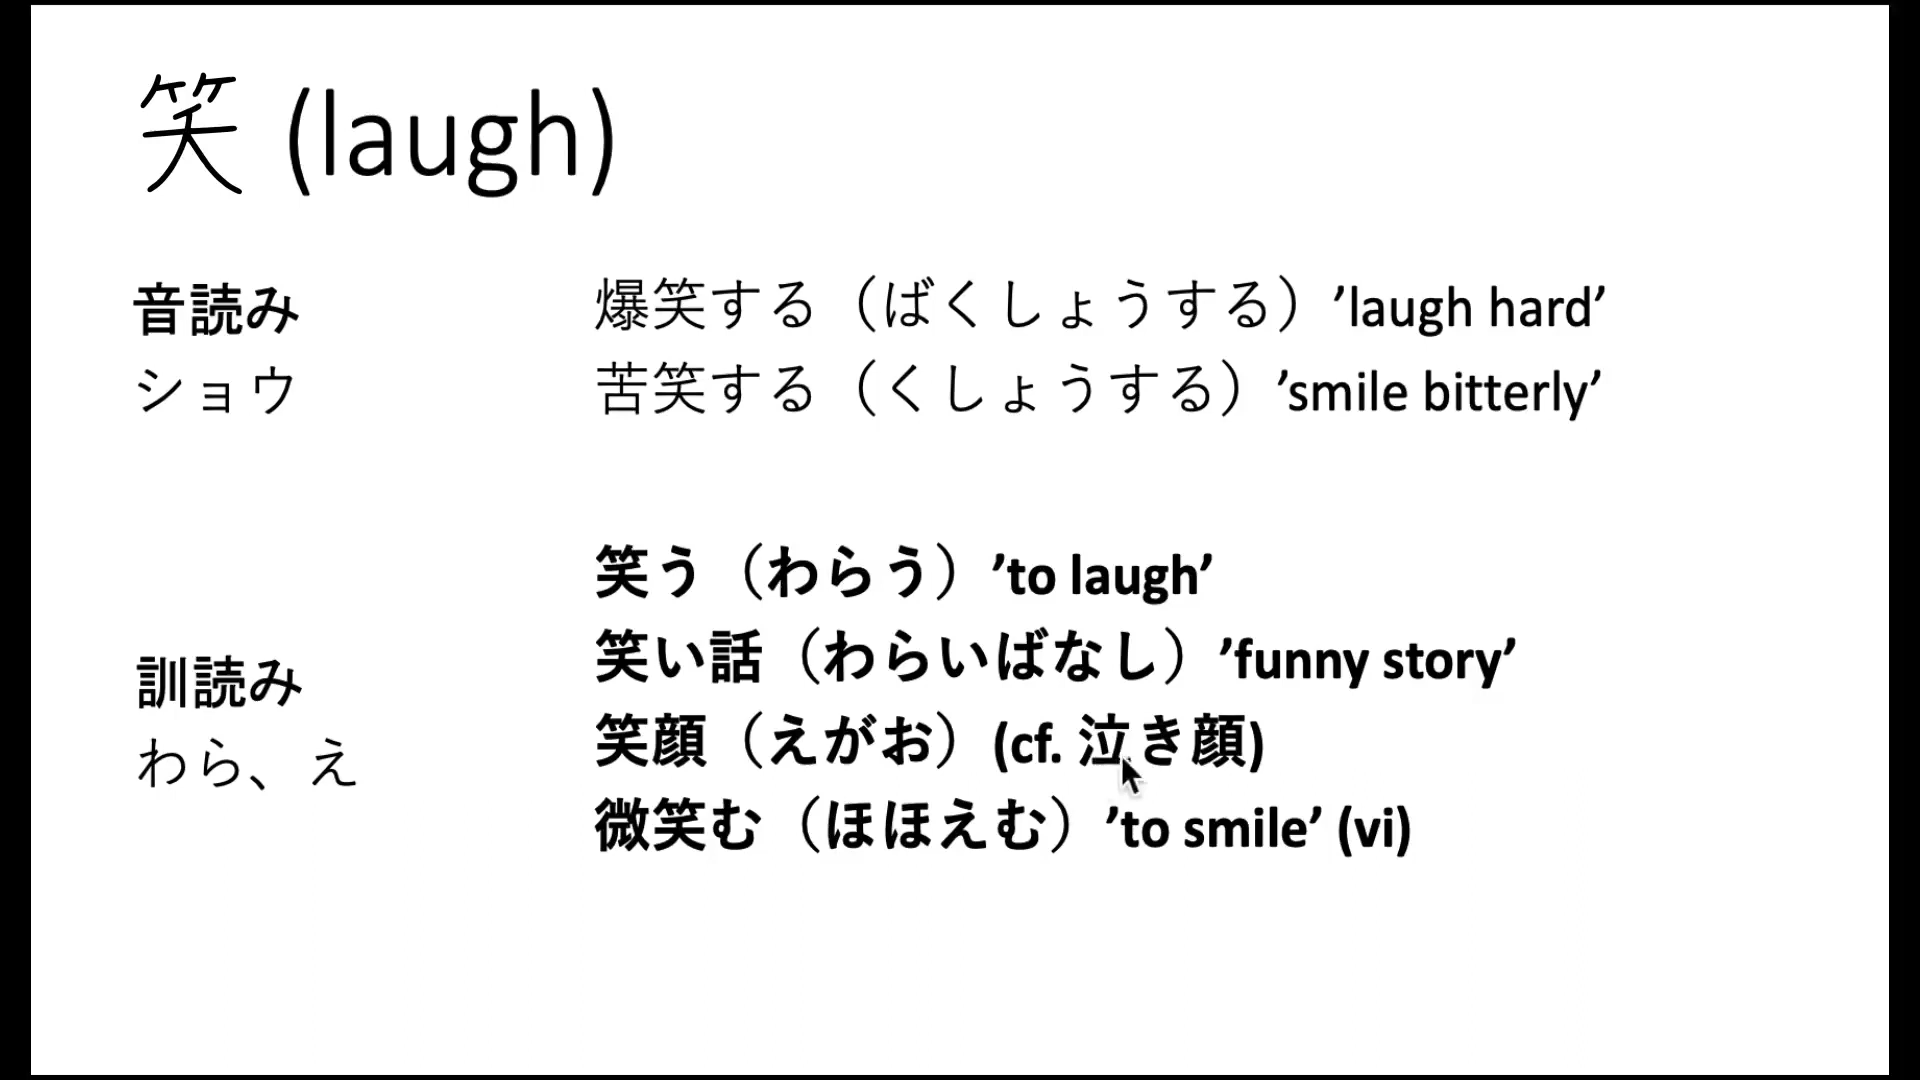 笑 (laugh)
音読み
ショウ
爆笑する（ばくしょうする）’laugh hard’
苦笑する（くしょうする）’smile bitterly’
訓読み
わら、え
笑う（わらう）’to laugh’
笑い話（わらいばなし）’funny story’
笑顔（えがお）(cf. 泣き顔)
微笑む（ほほえむ）’to smile’ (vi)